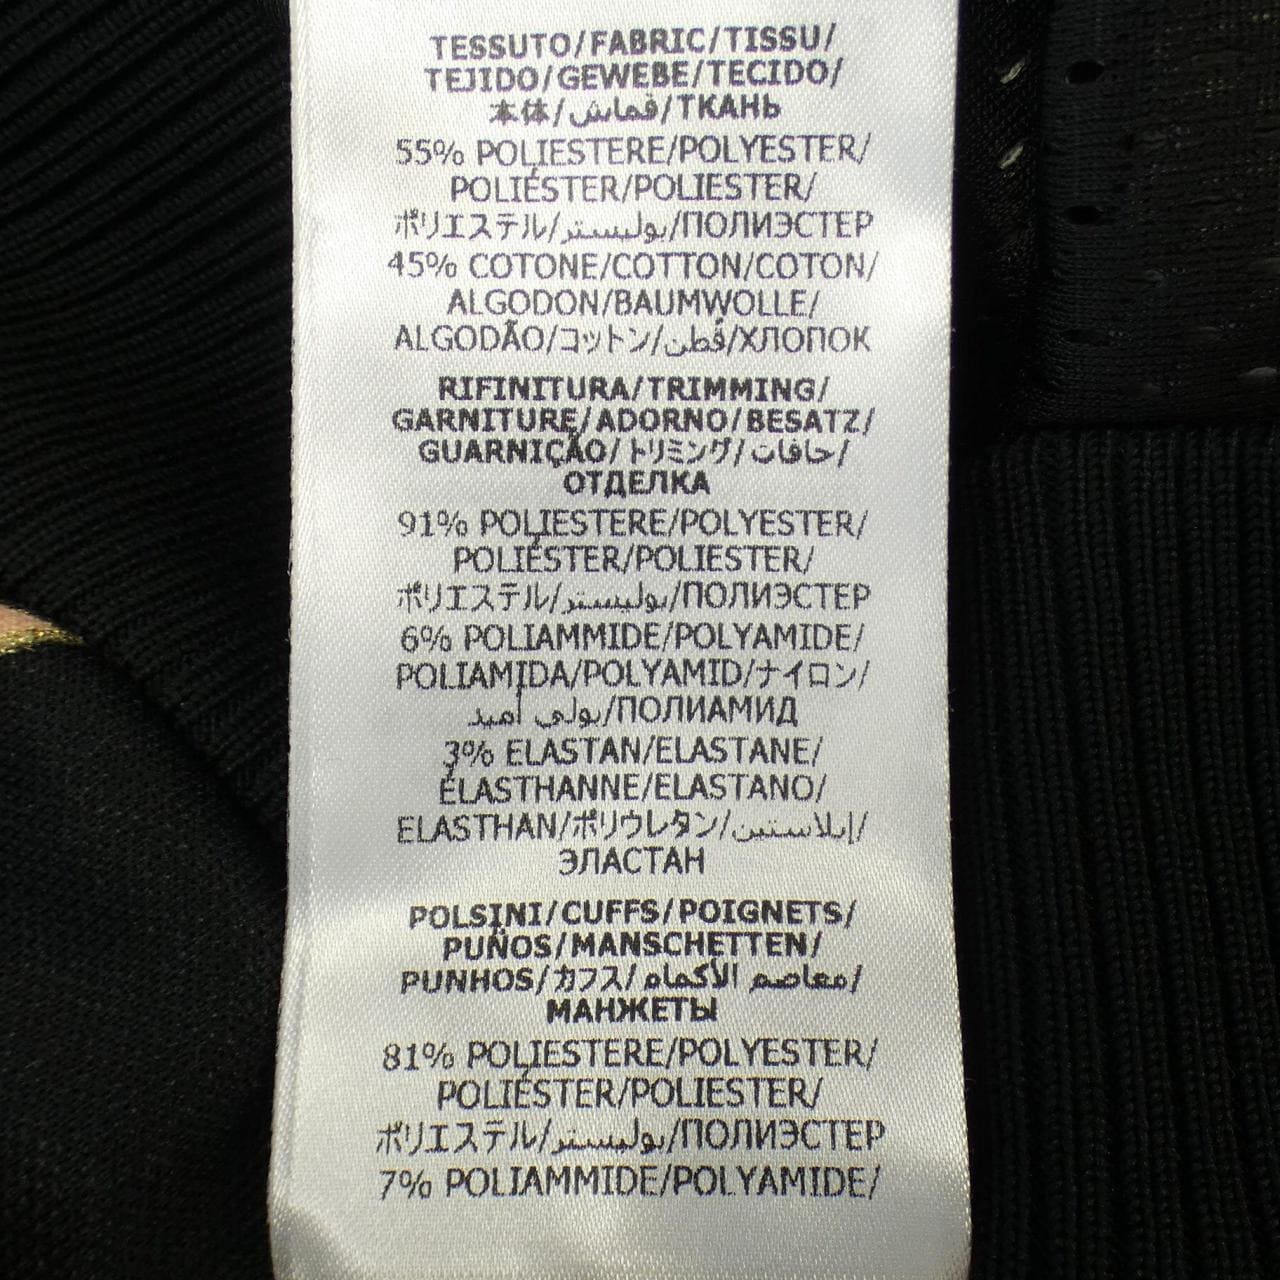 TESSUTO/FABRIC/TISSU/
TEJIDO/GEWEBE/TECIDO/
本体/قماش/ТКАНЬ
55% POLIESTERE/POLYESTER/
POLIÉSTER/POLIESTER/
ポリエステル/بوليستر/ПОЛИЭСТЕР
45% COTONE/COTTON/COTON/
ALGODON/BAUMWOLLE/
ALGODÃO/コットン/قُطن/ХЛОПОК
RIFINITURA/TRIMMING/
GARNITURE/ADORNO/BESATZ/
GUARNIÇÃO/トリミング/حافات/
ОТДЕЛКА
91% POLIESTERE/POLYESTER/
POLIÉSTER/POLIESTER/
ポリエステル/بوليستر/ПОЛИЭСТЕР
6% POLIAMMIDE/POLYAMIDE/
POLIAMIDA/POLYAMID/ナイロン/
بولي أميد/ПОЛИАМИД
3% ELASTAN/ELASTANE/
ÉLASTHANNE/ELASTANO/
ELASTHAN/ポリウレタン/إيلاستين/
ЭЛАСТАН
POLSINI/CUFFS/POIGNETS/
PUÑOS/MANSCHETTEN/
PUNHOS/カフス/معاصم الأكمام/
МАНЖЕТЫ
81% POLIESTERE/POLYESTER/
POLIÉSTER/POLIESTER/
ポリエステル/بوليستر/ПОЛИЭСТЕР
7% POLIAMMIDE/POLYAMIDE/